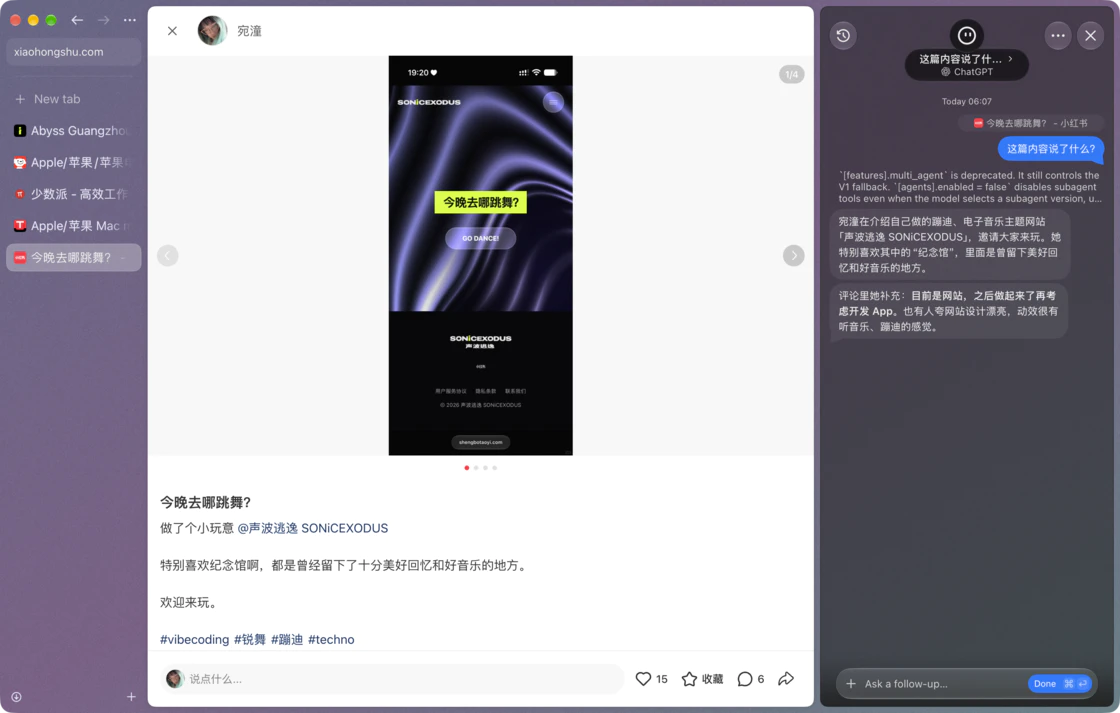 xiaohongshu.com
New tab
Abyss Guangzhou
Apple/苹果/苹果
少数派 - 高效工作
Apple/苹果 Mac m
今晚去哪跳舞? -
宛潼
1/4
19:20
SONiCEXODUS
今晚去哪跳舞?
GO DANCE!
SONiCEXODUS
声波逃逸
用户服务协议 隐私条款 联系我们
© 2026 声波逃逸 SONiCEXODUS
shengbotaoyi.com
今晚去哪跳舞?
做了个小玩意 @声波逃逸 SONiCEXODUS
特别喜欢纪念馆啊，都是曾经留下了十分美好回忆和好音乐的地方。
欢迎来玩。
#vibecoding #锐舞 #蹦迪 #techno
说点什么...
15
收藏
6
这篇内容说了什...
ChatGPT
Today 06:07
今晚去哪跳舞? - 小红书
这篇内容说了什么?
`[features].multi_agent` is deprecated. It still controls the
V1 fallback. `[agents].enabled = false` disables subagent
tools even when the model selects a subagent version, u...
宛潼在介绍自己做的蹦迪、电子音乐主题网站
「声波逃逸 SONiCEXODUS」，邀请大家来玩。她
特别喜欢其中的“纪念馆”，里面是曾留下美好回
忆和好音乐的地方。
评论里她补充：目前是网站，之后做起来了再考
虑开发 App。也有人夸网站设计漂亮，动效很有
听音乐、蹦迪的感觉。
Ask a follow-up...
Done ⌘